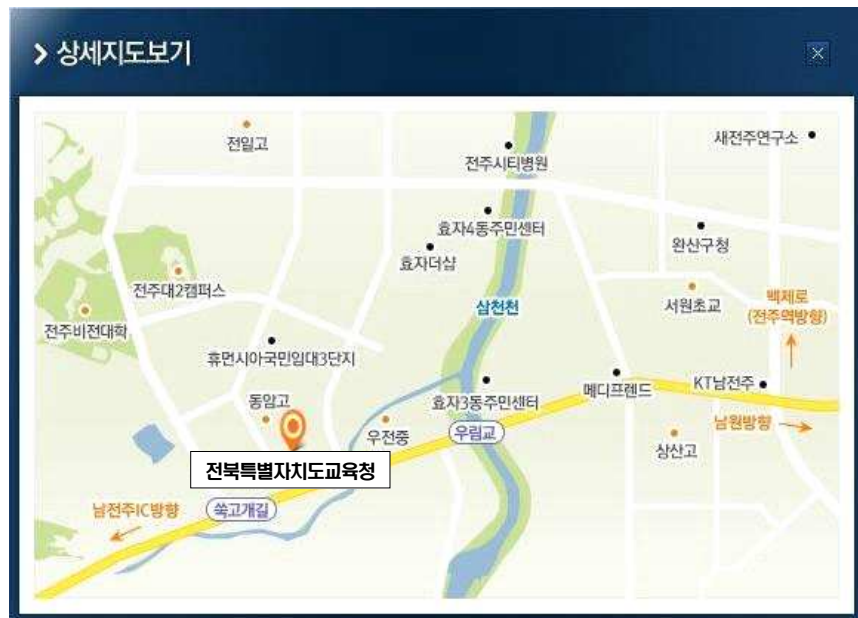 상세지도보기
전일고
전주시티병원
새전주연구소
효자4동주민센터
완산구청
효자더샵
전주대2캠퍼스
삼천천
서원초교
백제로
(전주역방향)
전주비전대학
휴먼시아국민임대3단지
메디프렌드
KT남전주
동암고
효자3동주민센터
우전중
우림교
남원방향
상산고
전북특별자치도교육청
남전주IC방향
쑥고개길